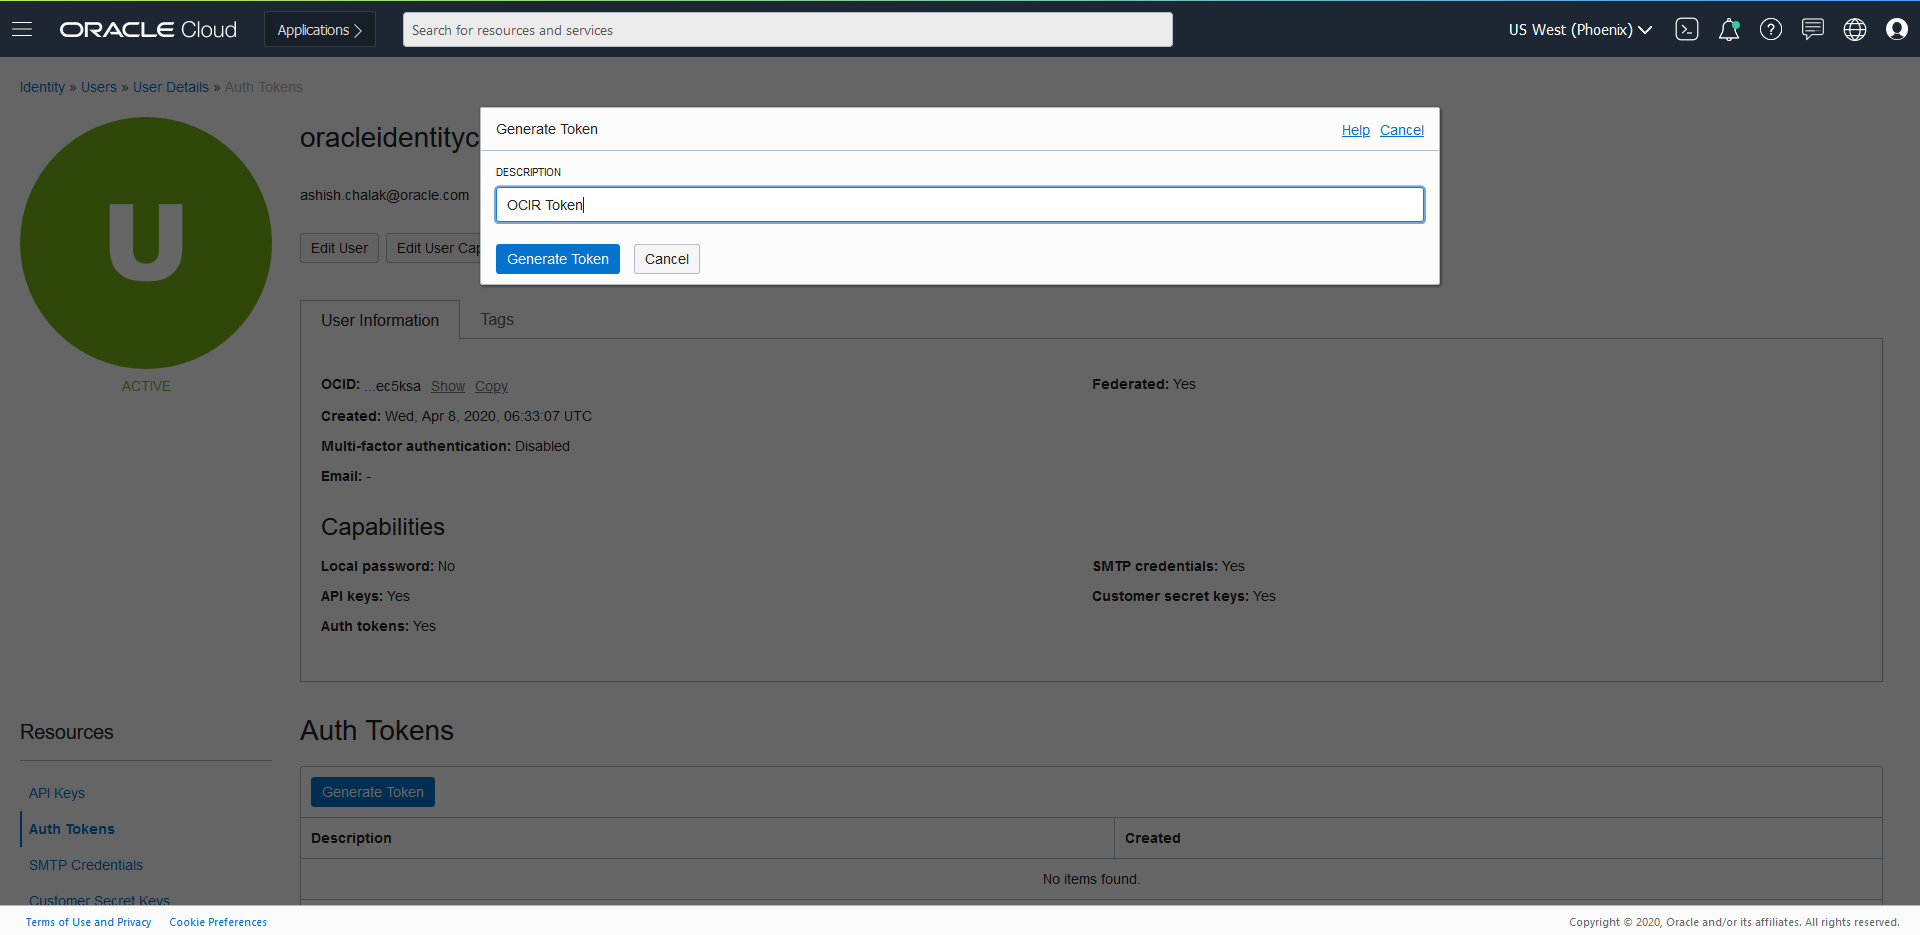 ORACLE Cloud
Applications
Search for resources and services
US West (Phoenix)
Identity » Users » User Details » Auth Tokens
U
ACTIVE
oracleidentityc
ashish.chalak@oracle.com
Edit User
Edit User Cap
Generate Token
Help
Cancel
DESCRIPTION
OCIR Token
Generate Token
Cancel
User Information
Tags
OCID: ...ec5ksa Show Copy
Federated: Yes
Created: Wed, Apr 8, 2020, 06:33:07 UTC
Multi-factor authentication: Disabled
Email: -
Capabilities
Local password: No
SMTP credentials: Yes
API keys: Yes
Customer secret keys: Yes
Auth tokens: Yes
Resources
API Keys
Auth Tokens
SMTP Credentials
Customer Secret Keys
Auth Tokens
Generate Token
Description
Created
No items found.
Terms of Use and Privacy
Cookie Preferences
Copyright © 2020, Oracle and/or its affiliates. All rights reserved.